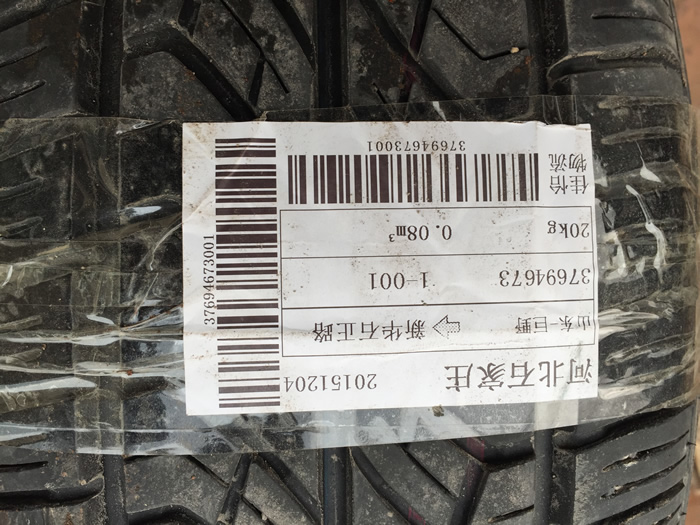 河北石家庄 20151204
山东-巨野 新华石正路
37694673 1-001
20kg 0.08m³
佳怡
物流
37694673001
37694673001